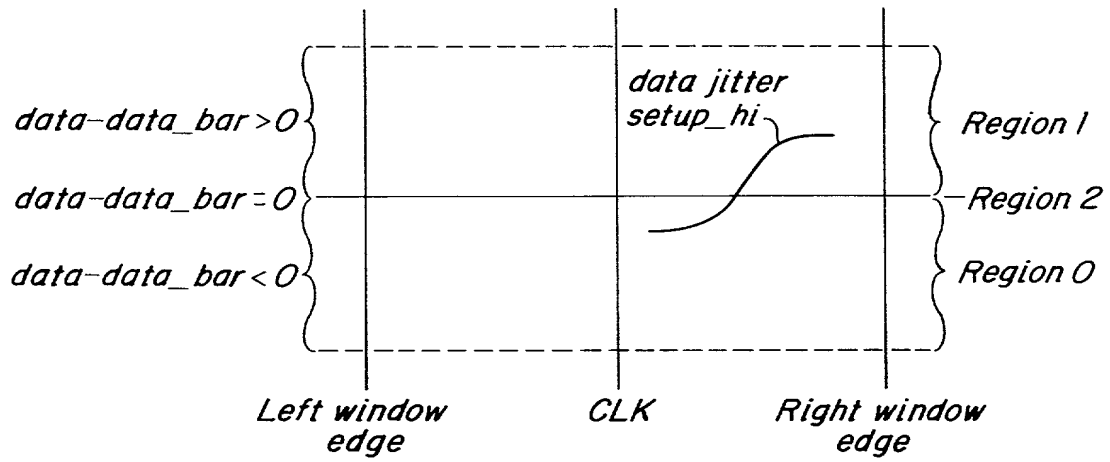 data jitter
setup_hi
data-data_bar>0
Region 1
data-data_bar=0
Region 2
data-data_bar<0
Region 0
Left window
edge
CLK
Right window
edge